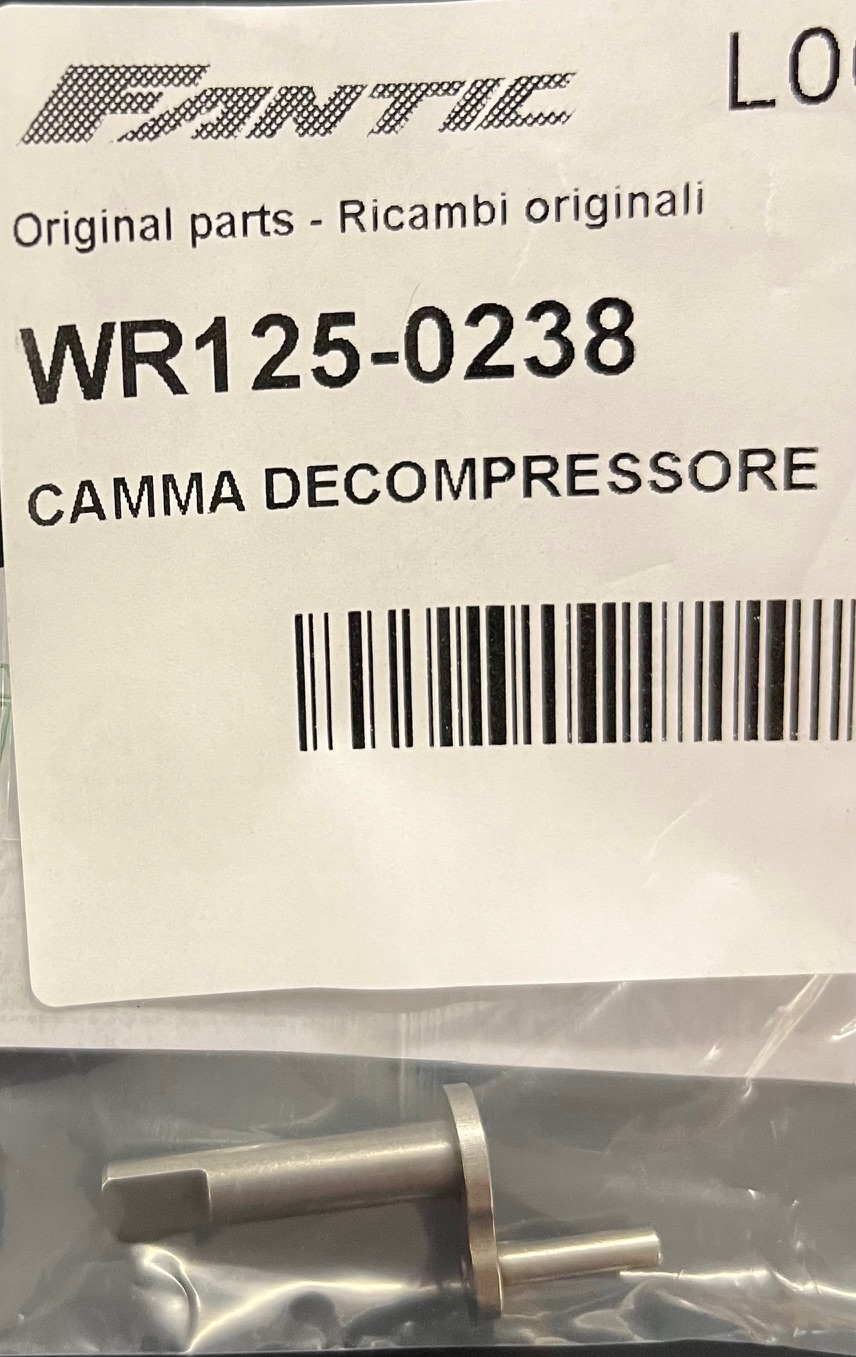 FANTIC
Original parts - Ricambi originali
WR125-0238
CAMMA DECOMPRESSORE